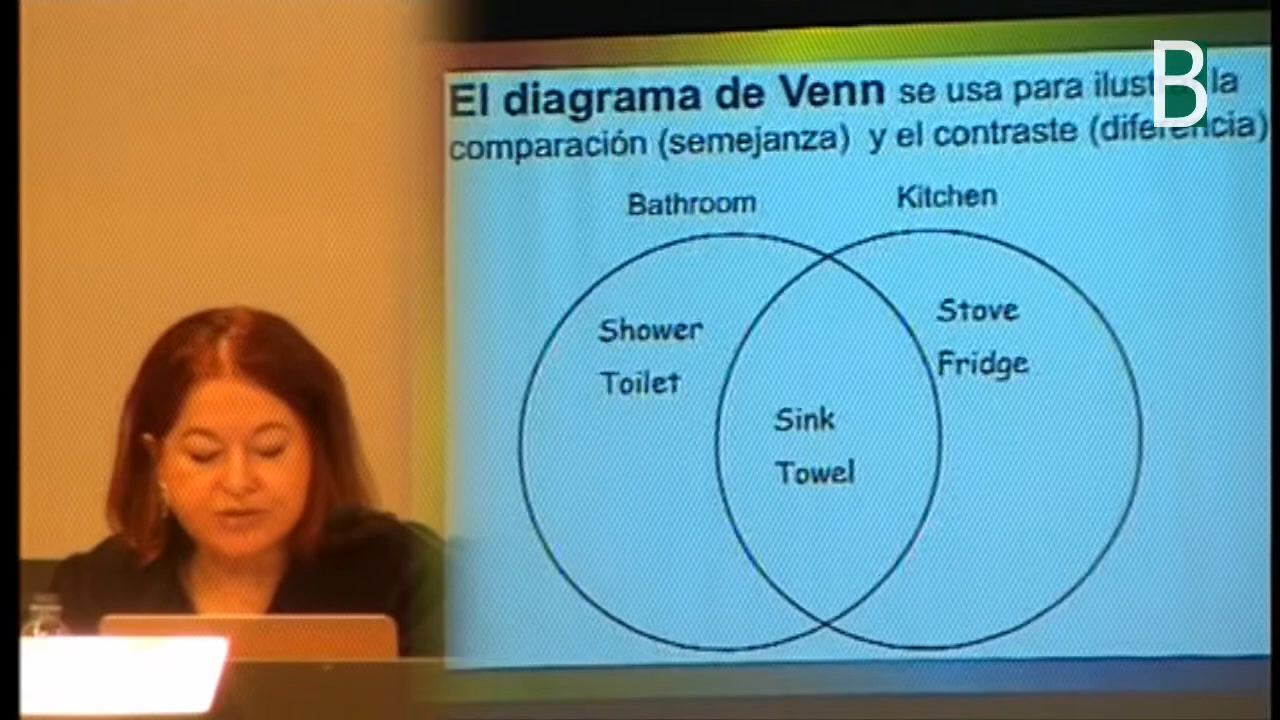 El diagrama de Venn se usa para ilustrar la
comparación (semejanza) y el contraste (diferencia)
Bathroom
Kitchen
Shower
Toilet
Sink
Towel
Stove
Fridge
B